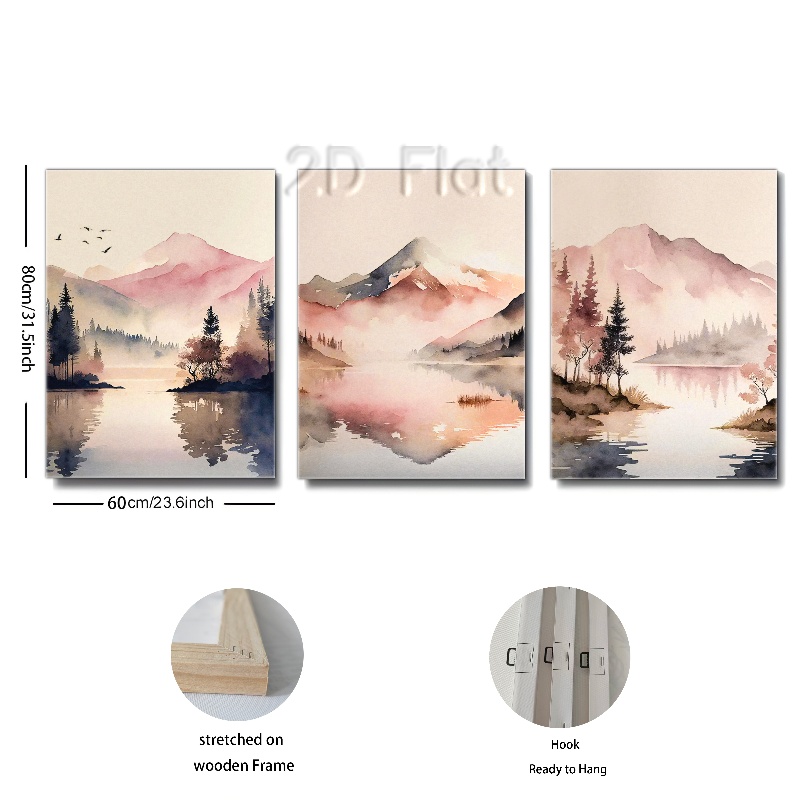 2D Flat
80cm/31.5inch
60cm/23.6inch
stretched on
wooden Frame
Hook
Ready to Hang